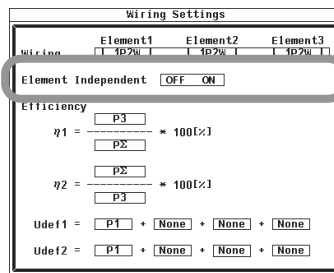 Wiring Settings
Element1 Element2 Element3
Wiring 1P2W 1P2W 1P2W
Element Independent OFF ON
Efficiency
η1 = P3 / PΣ * 100[%]
η2 = PΣ / P3 * 100[%]
Udef1 = P1 + None + None + None
Udef2 = P1 + None + None + None